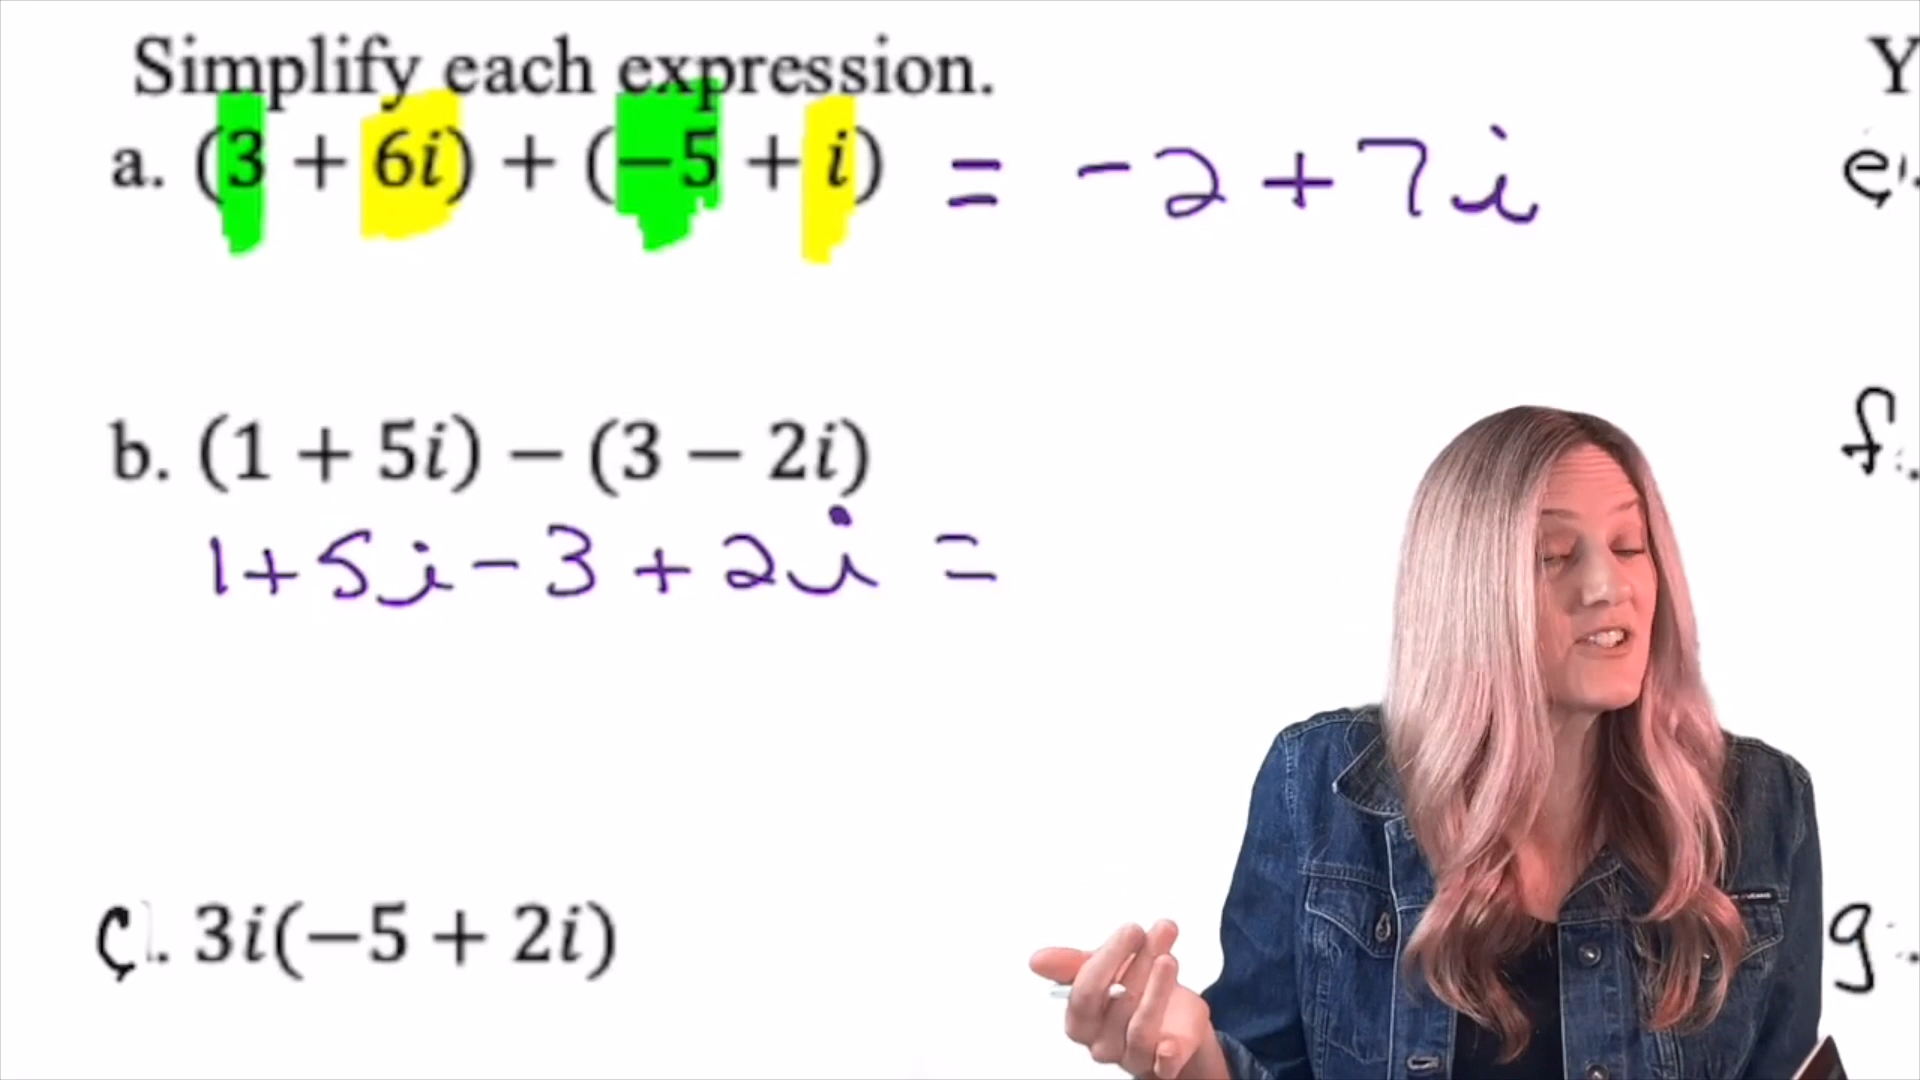 Simplify each expression.
a. (3 + 6i) + (−5 + i) = -2 + 7i
b. (1 + 5i) − (3 − 2i)
1 + 5i - 3 + 2i =
c. 3i(−5 + 2i)
Y
e.
f.
g.